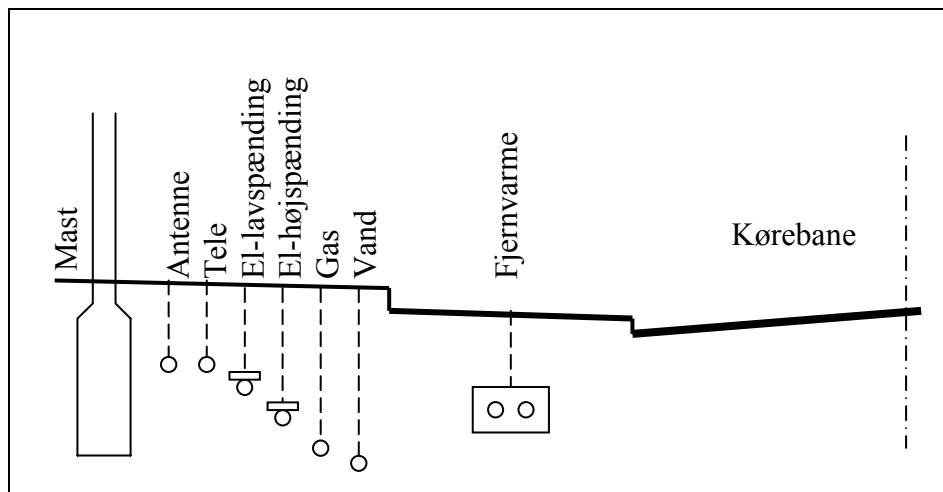 Mast
Antenne
Tele
El-lavspænding
El-højspænding
Gas
Vand
Fjernvarme
Kørebane